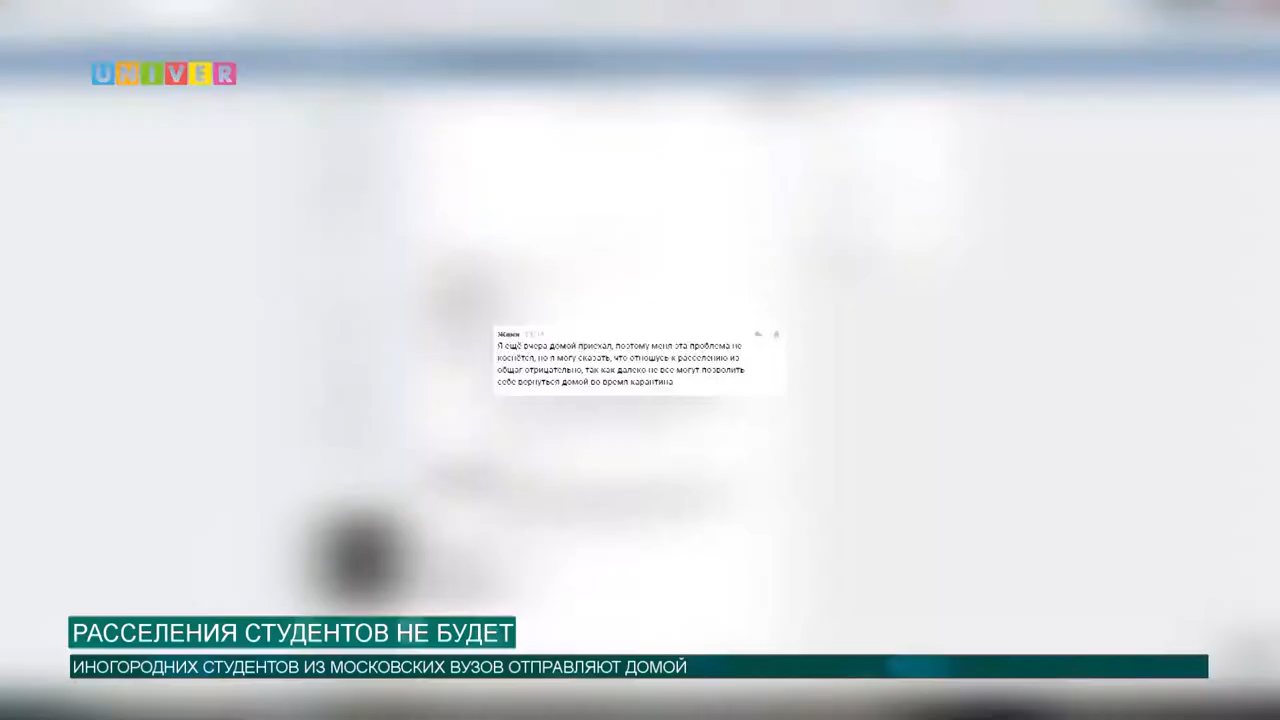 UNIVER
Женя
Я ещё вчера домой приехал, поэтому меня эта проблема не
коснётся, но я могу сказать, что отношусь к расселению из
общаг отрицательно, так как далеко не все могут позволить
себе вернуться домой во время карантина
РАССЕЛЕНИЯ СТУДЕНТОВ НЕ БУДЕТ
ИНОГОРОДНИХ СТУДЕНТОВ ИЗ МОСКОВСКИХ ВУЗОВ ОТПРАВЛЯЮТ ДОМОЙ